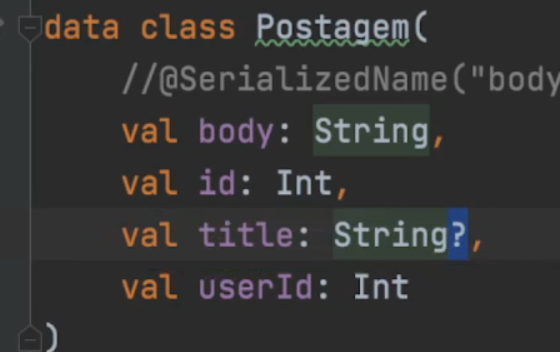 data class Postagem(
//@SerializedName("body
val body: String,
val id: Int,
val title: String?,
val userId: Int
)